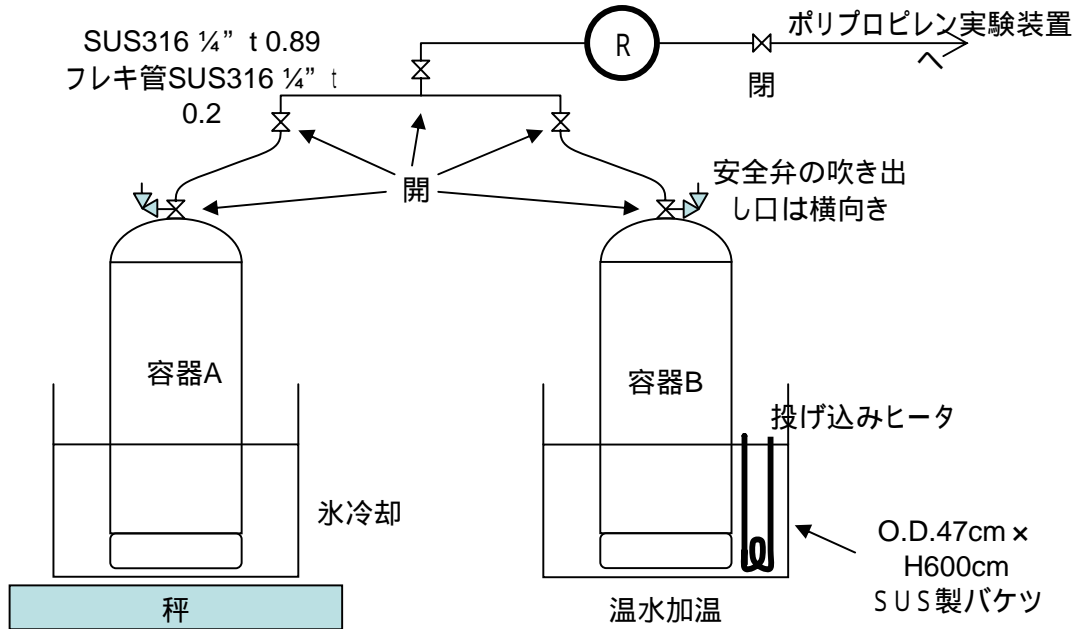 SUS316 ¼” t 0.89
フレキ管SUS316 ¼” t
0.2
R
ポリプロピレン実験装置
へ
閉
開
安全弁の吹き出
し口は横向き
容器A
容器B
投げ込みヒータ
氷冷却
O.D.47cm×
H600cm
SUS製バケツ
秤
温水加温